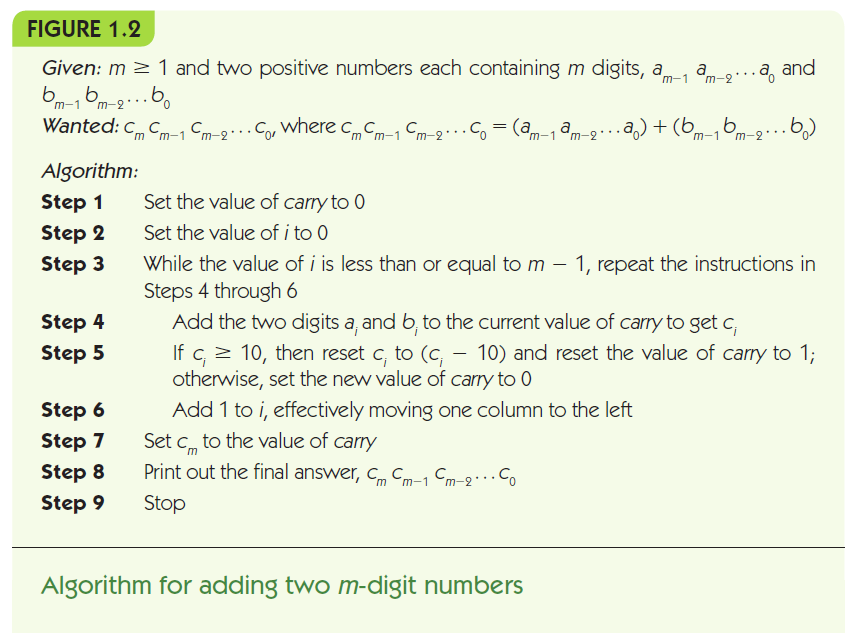 FIGURE 1.2
Given: m ≥ 1 and two positive numbers each containing m digits, aₘ₋₁ aₘ₋₂...a₀ and
bₘ₋₁ bₘ₋₂...b₀
Wanted: cₘ cₘ₋₁ cₘ₋₂...c₀, where cₘcₘ₋₁ cₘ₋₂...c₀ = (aₘ₋₁ aₘ₋₂...a₀) + (bₘ₋₁ bₘ₋₂...b₀)
Algorithm:
Step 1 Set the value of carry to 0
Step 2 Set the value of i to 0
Step 3 While the value of i is less than or equal to m − 1, repeat the instructions in
Steps 4 through 6
Step 4 Add the two digits aᵢ and bᵢ to the current value of carry to get cᵢ
Step 5 If cᵢ ≥ 10, then reset cᵢ to (cᵢ − 10) and reset the value of carry to 1;
otherwise, set the new value of carry to 0
Step 6 Add 1 to i, effectively moving one column to the left
Step 7 Set cₘ to the value of carry
Step 8 Print out the final answer, cₘ cₘ₋₁ cₘ₋₂...c₀
Step 9 Stop
Algorithm for adding two m-digit numbers